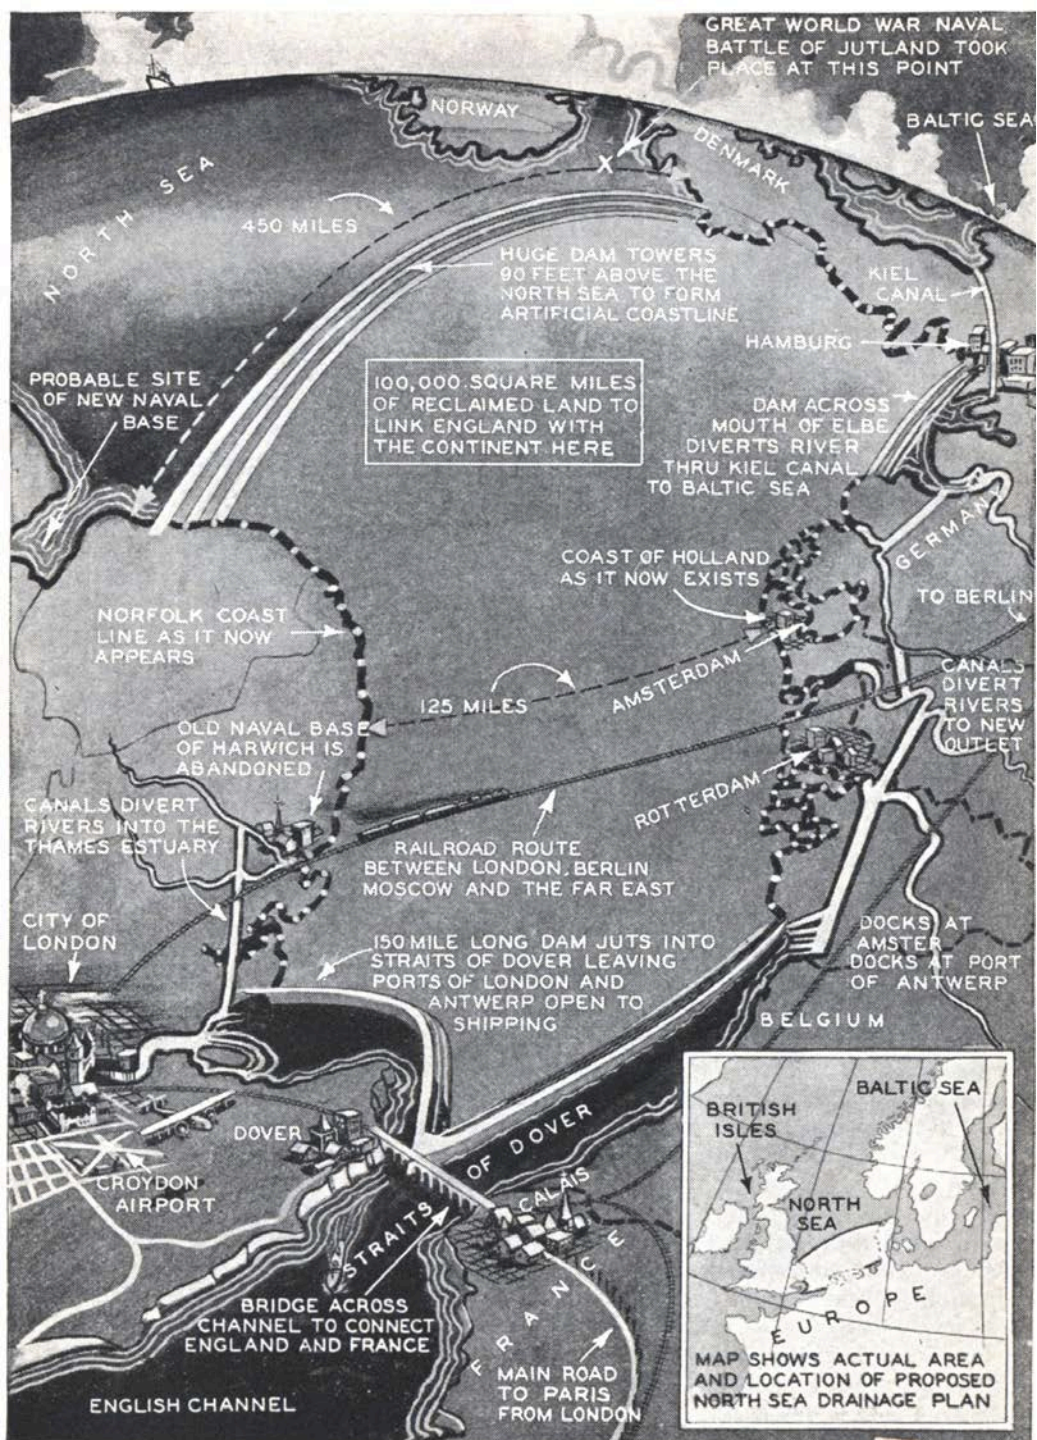 GREAT WORLD WAR NAVAL
BATTLE OF JUTLAND TOOK
PLACE AT THIS POINT
NORWAY
BALTIC SEA
DENMARK
NORTH SEA
450 MILES
HUGE DAM TOWERS
90 FEET ABOVE THE
NORTH SEA TO FORM
ARTIFICIAL COASTLINE
KIEL
CANAL
HAMBURG
PROBABLE SITE
OF NEW NAVAL
BASE
100,000 SQUARE MILES
OF RECLAIMED LAND TO
LINK ENGLAND WITH
THE CONTINENT HERE
DAM ACROSS
MOUTH OF ELBE
DIVERTS RIVER
THRU KIEL CANAL
TO BALTIC SEA
GERMANY
COAST OF HOLLAND
AS IT NOW EXISTS
TO BERLIN
NORFOLK COAST
LINE AS IT NOW
APPEARS
125 MILES
AMSTERDAM
CANALS
DIVERT
RIVERS
TO NEW
OUTLET
OLD NAVAL BASE
OF HARWICH IS
ABANDONED
ROTTERDAM
CANALS DIVERT
RIVERS INTO THE
THAMES ESTUARY
RAILROAD ROUTE
BETWEEN LONDON, BERLIN
MOSCOW AND THE FAR EAST
CITY OF
LONDON
150 MILE LONG DAM JUTS INTO
STRAITS OF DOVER LEAVING
PORTS OF LONDON AND
ANTWERP OPEN TO
SHIPPING
DOCKS AT
AMSTER
DOCKS AT PORT
OF ANTWERP
BELGIUM
DOVER
STRAITS OF DOVER
CROYDON
AIRPORT
CALAIS
FRANCE
BRIDGE ACROSS
CHANNEL TO CONNECT
ENGLAND AND FRANCE
MAIN ROAD
TO PARIS
FROM LONDON
ENGLISH CHANNEL
BALTIC SEA
BRITISH
ISLES
NORTH
SEA
EUROPE
MAP SHOWS ACTUAL AREA
AND LOCATION OF PROPOSED
NORTH SEA DRAINAGE PLAN